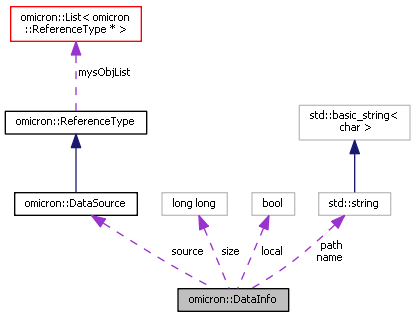 omicron::List< omicron
::ReferenceType * >
mysObjList
omicron::ReferenceType
std::basic_string<
char >
omicron::DataSource
long long
bool
std::string
source
size
local
path
name
omicron::DataInfo